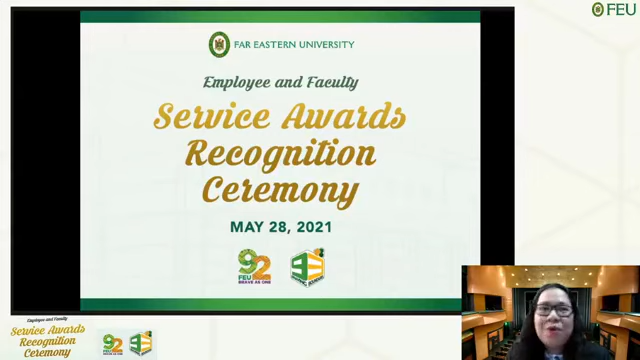 FEU
FAR EASTERN UNIVERSITY
Employee and Faculty
Service Awards
Recognition
Ceremony
MAY 28, 2021
92
FEU
BRAVE AS ONE
Employee and Faculty
Service Awards
Recognition
Ceremony
92